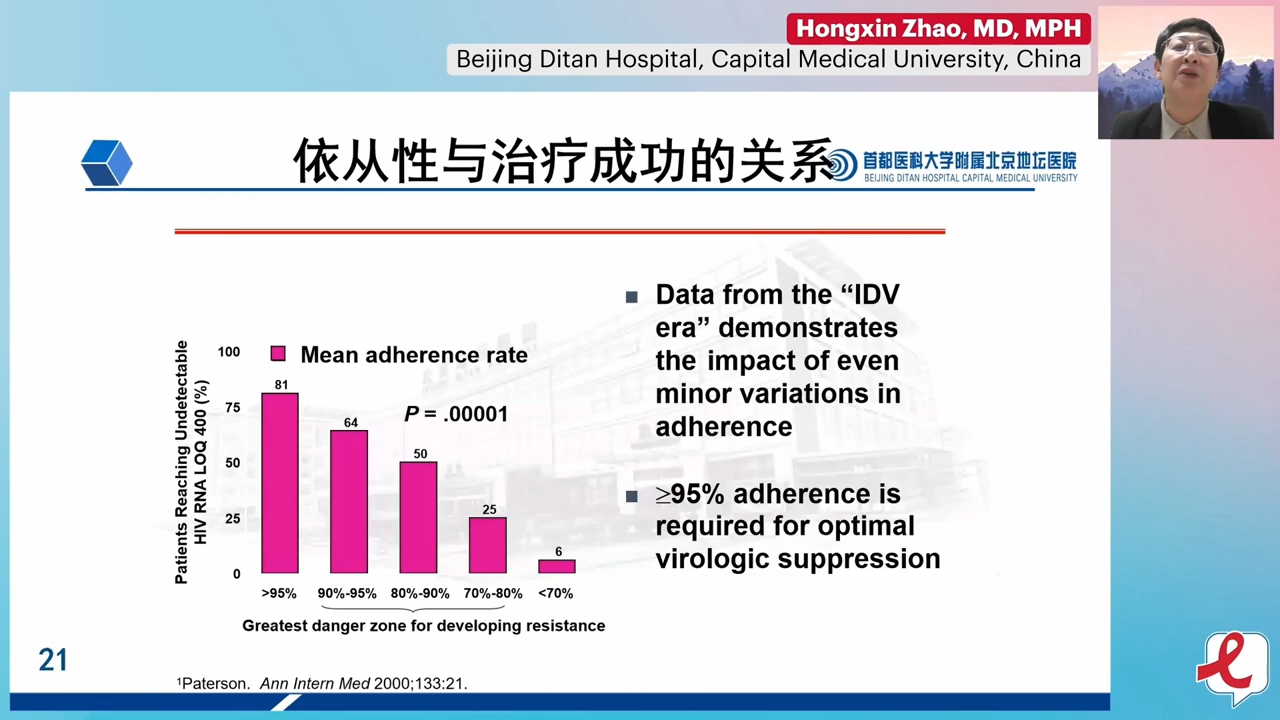 Hongxin Zhao, MD, MPH
Beijing Ditan Hospital, Capital Medical University, China
依从性与治疗成功的关系
首都医科大学附属北京地坛医院
BEIJING DITAN HOSPITAL CAPITAL MEDICAL UNIVERSITY
Patients Reaching Undetectable
HIV RNA LOQ 400 (%)
100
75
50
25
0
Mean adherence rate
P = .00001
81
64
50
25
6
>95%
90%-95%
80%-90%
70%-80%
<70%
Greatest danger zone for developing resistance
■ Data from the “IDV
era” demonstrates
the impact of even
minor variations in
adherence
■ ≥95% adherence is
required for optimal
virologic suppression
21
¹Paterson. Ann Intern Med 2000;133:21.